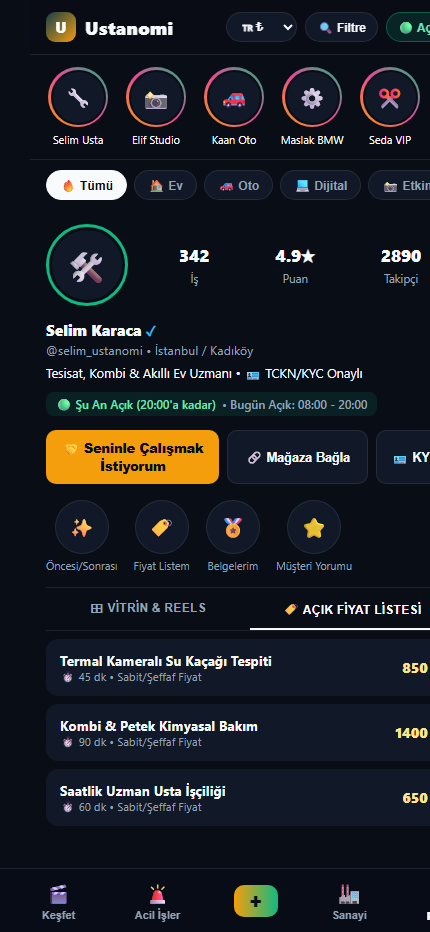 U Ustanomi TR ₺ Filtre
Selim Usta Elif Studio Kaan Oto Maslak BMW Seda VIP
Tümü Ev Oto Dijital
342 4.9★ 2890
İş Puan Takipçi
Selim Karaca ✓
@selim_ustanomi • İstanbul / Kadıköy
Tesisat, Kombi & Akıllı Ev Uzmanı • TCKN/KYC Onaylı
Şu An Açık (20:00'a kadar) • Bugün Açık: 08:00 - 20:00
Seninle Çalışmak
İstiyorum
Mağaza Bağla
Öncesi/Sonrası Fiyat Listem Belgelerim Müşteri Yorumu
VİTRİN & REELS AÇIK FİYAT LİSTESİ
Termal Kameralı Su Kaçağı Tespiti 850
45 dk • Sabit/Şeffaf Fiyat
Kombi & Petek Kimyasal Bakım 1400
90 dk • Sabit/Şeffaf Fiyat
Saatlik Uzman Usta İşçiliği 650
60 dk • Sabit/Şeffaf Fiyat
+
Keşfet Acil İşler Sanayi